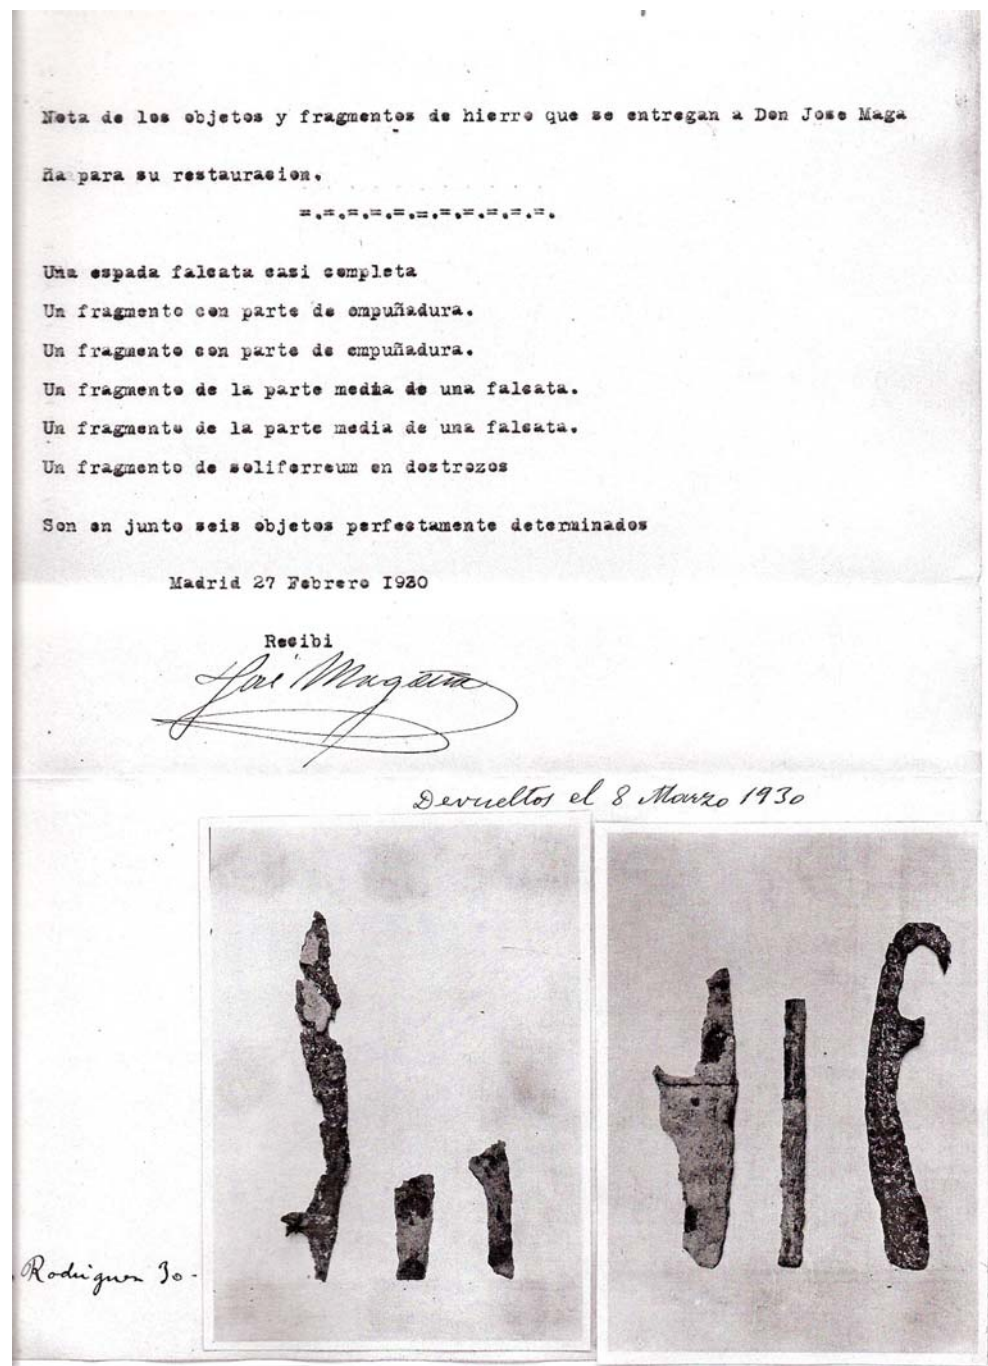 Nota de los objetos y fragmentos de hierro que se entregan a Don Jose Maga
ña para su restauracion.
=.=.=.=.=.=.=.=.=.=.=.
Una espada falcata casi completa
Un fragmento con parte de empuñadura.
Un fragmento con parte de empuñadura.
Un fragmento de la parte media de una falcata.
Un fragmento de la parte media de una falcata.
Un fragmento de soliferreum en destrozos
Son en junto seis objetos perfectamente determinados
Madrid 27 Febrero I930
Recibi
José Magaña
Devueltos el 8 Marzo 1930
Rodriguez 30-